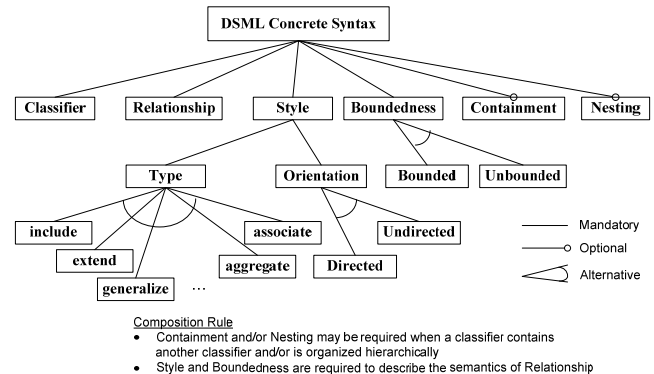 DSML Concrete Syntax
Classifier Relationship Style Boundedness Containment Nesting
Type Orientation Bounded Unbounded
include associate Undirected
extend aggregate Directed
generalize ...
Mandatory
Optional
Alternative
Composition Rule
• Containment and/or Nesting may be required when a classifier contains
another classifier and/or is organized hierarchically
• Style and Boundedness are required to describe the semantics of Relationship